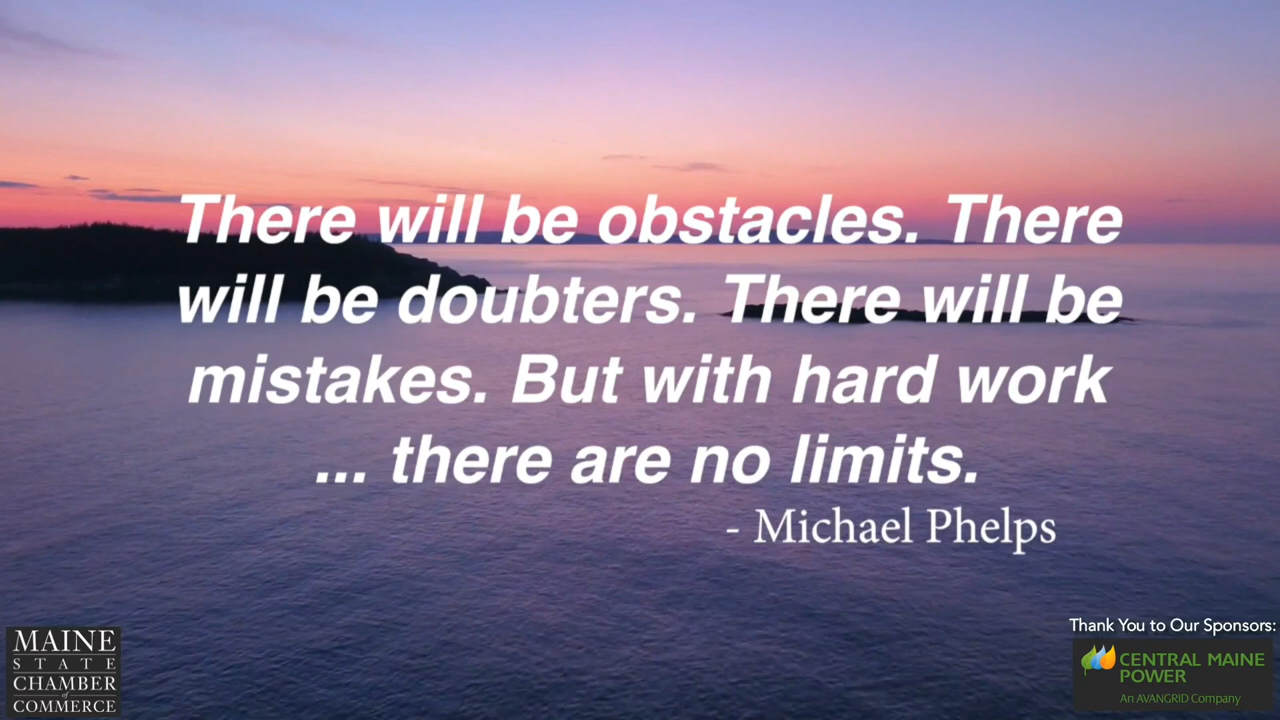 There will be obstacles. There
will be doubters. There will be
mistakes. But with hard work
... there are no limits.
- Michael Phelps
MAINE
STATE
CHAMBER
of
COMMERCE
Thank You to Our Sponsors:
CENTRAL MAINE
POWER
An AVANGRID Company